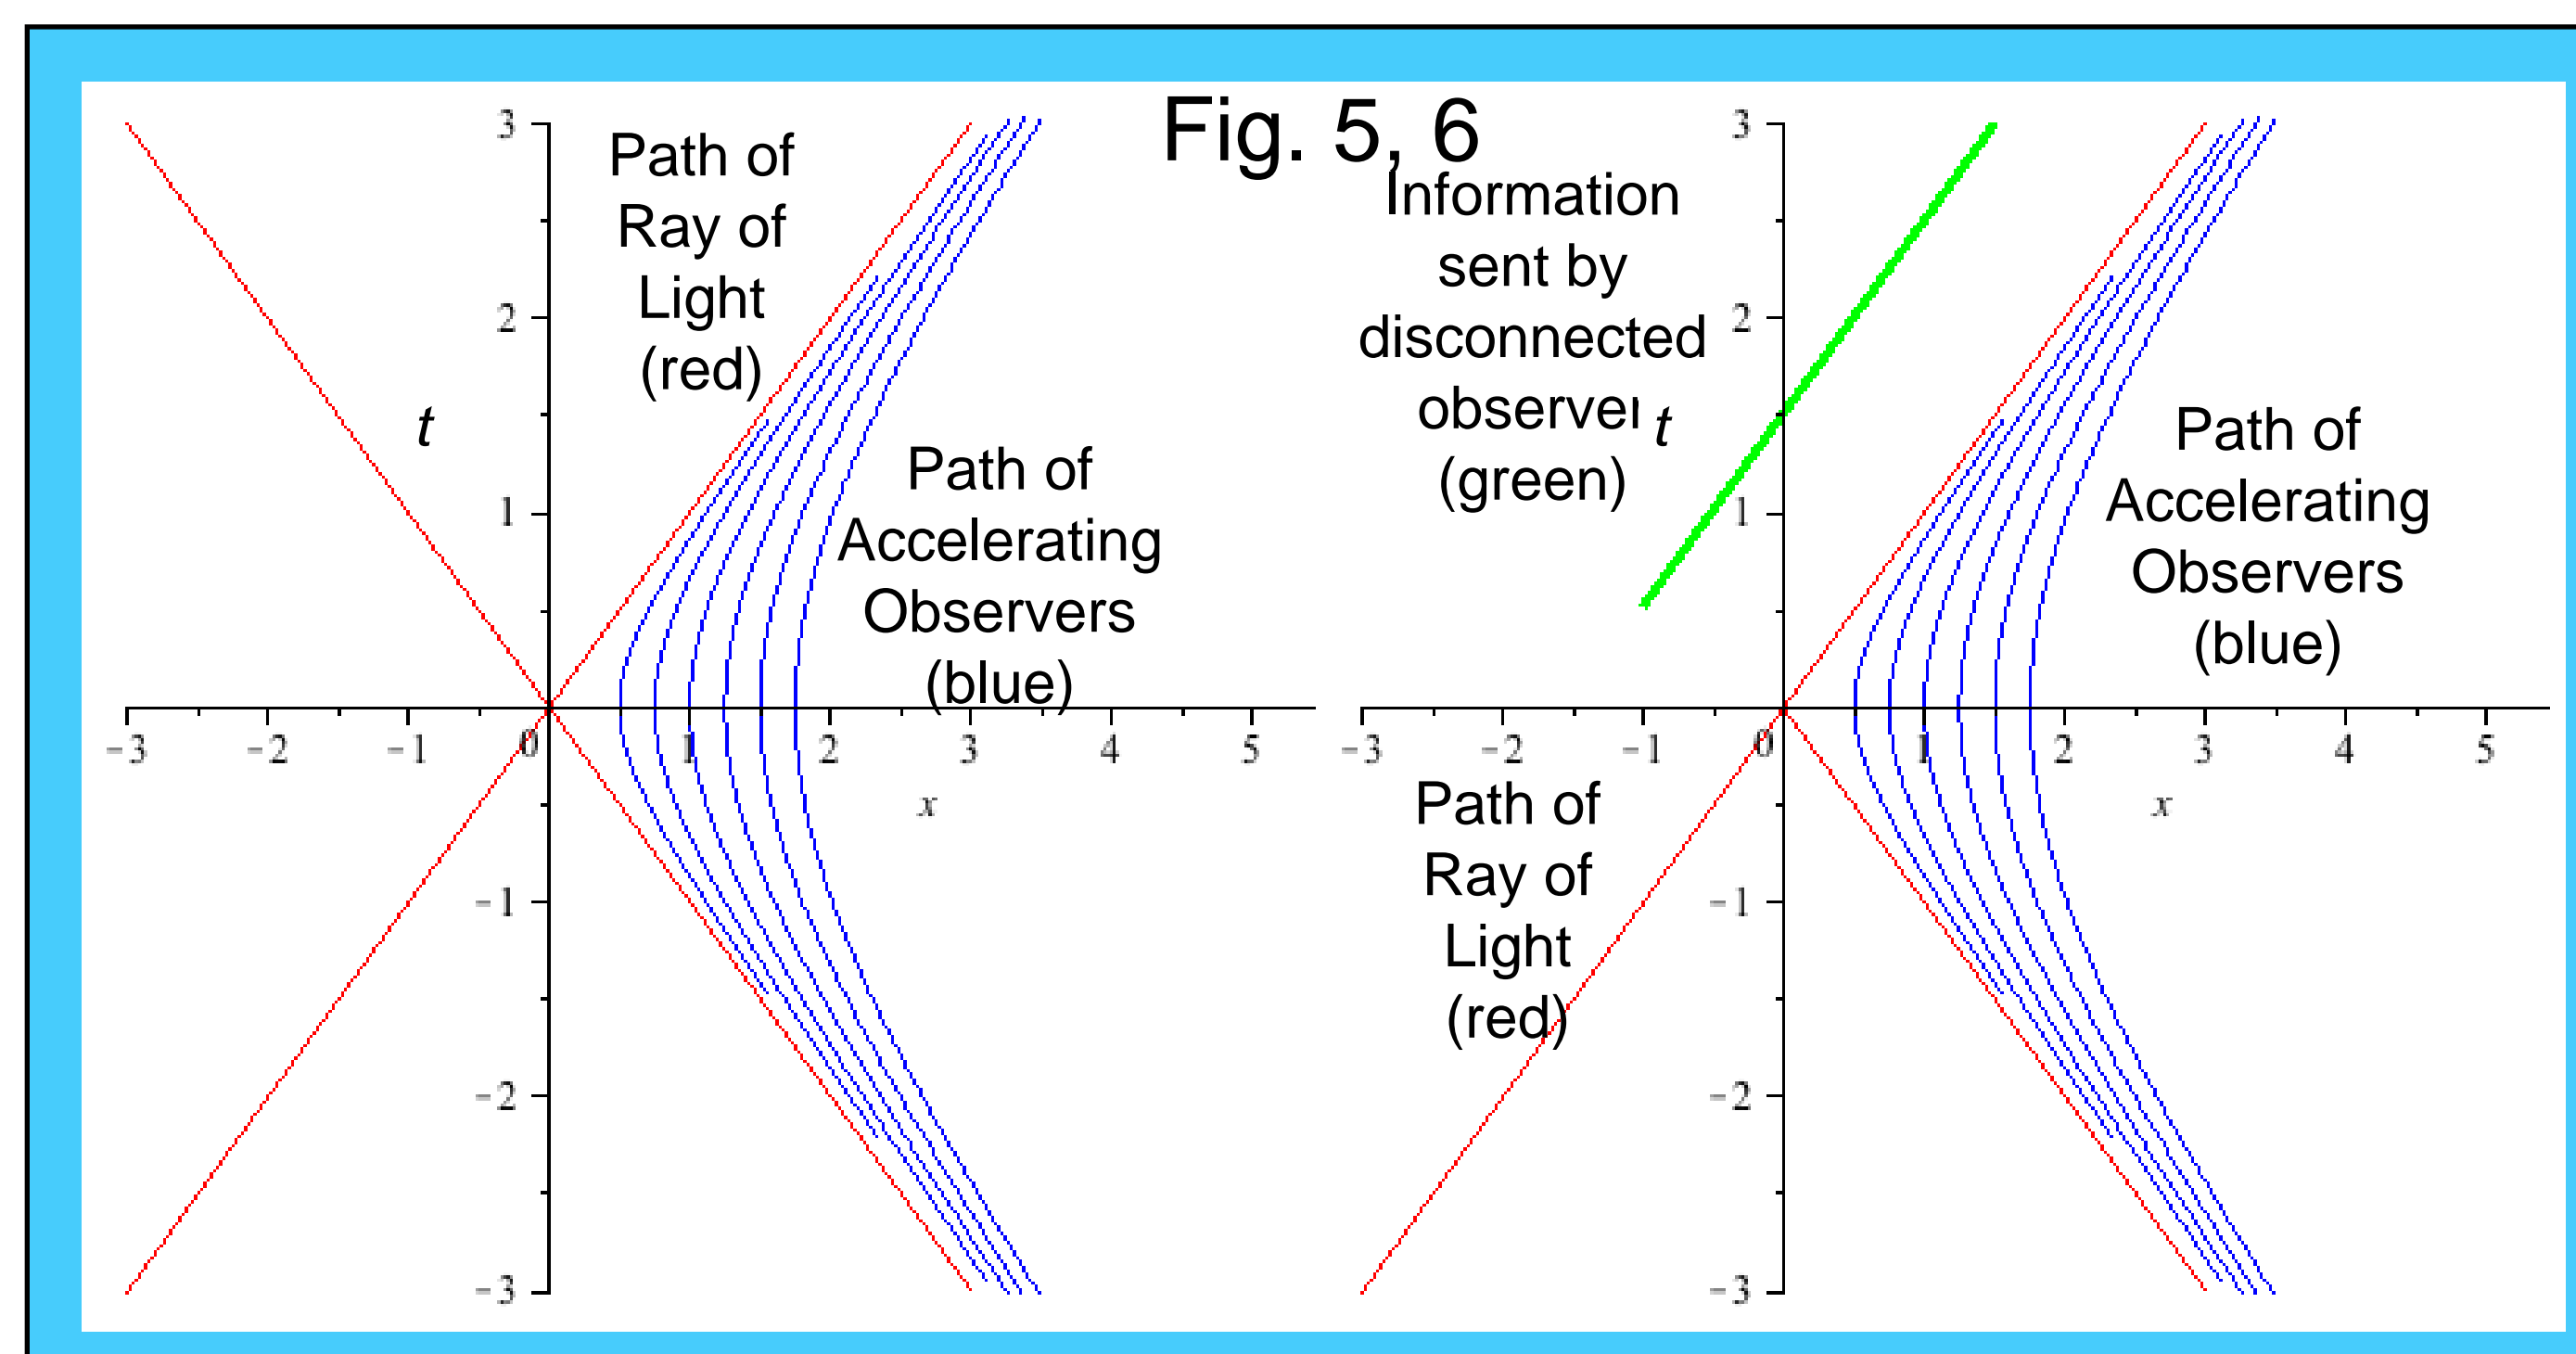 Fig. 5, 6
Path of
Ray of
Light
(red)
t
Path of
Accelerating
Observers
(blue)
3
2
1
-3 -2 -1 0 1 2 3 4 5
x
-1
-2
-3
Information
sent by
disconnected
observer
(green)
t
Path of
Accelerating
Observers
(blue)
3
2
1
-3 -2 -1 0 1 2 3 4 5
x
Path of
Ray of
Light
(red)
-1
-2
-3